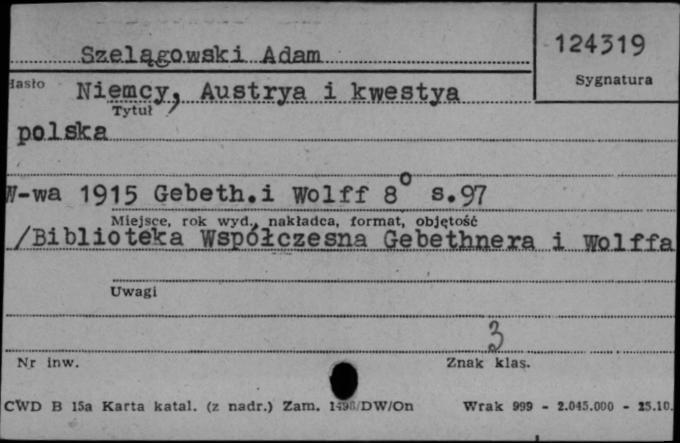 Szelągowski Adam
124319
Sygnatura
Hasło
Niemcy, Austrya i kwestya
Tytuł
polska
W-wa 1915 Gebeth.i Wolff 8° s.97
Miejsce, rok wyd., nakładca, format, objętość
/Biblioteka Współczesna Gebethnera i Wolffa
Uwagi
3
Nr inw.
Znak klas.
CWD B 15a Karta katal. (z nadr.) Zam. 1498/DW/On Wrak 999 - 2.045.000 - 25.10.